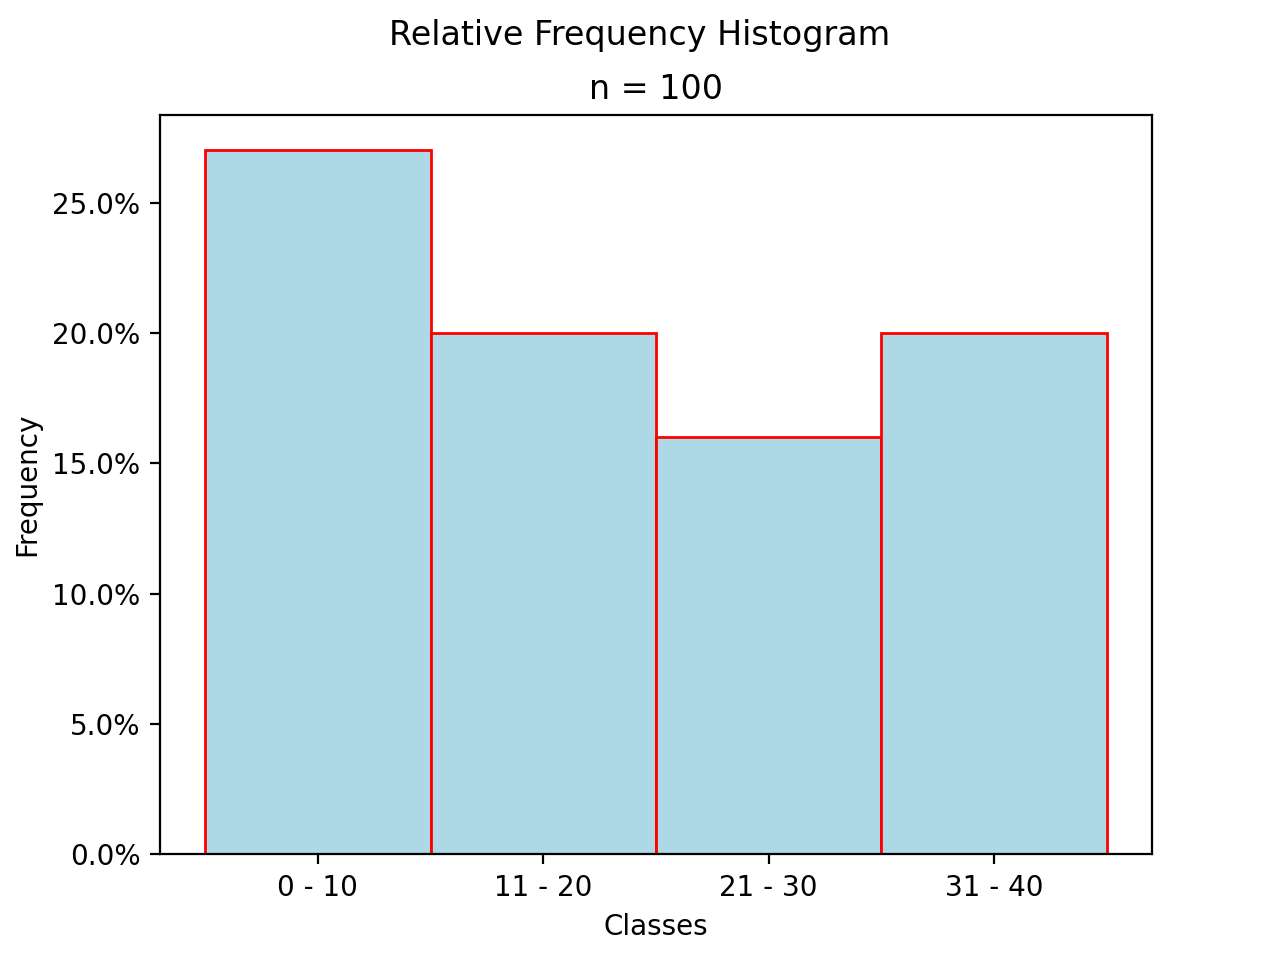 Relative Frequency Histogram
n = 100
25.0%
20.0%
15.0%
10.0%
5.0%
0.0%
Frequency
0 - 10
11 - 20
21 - 30
31 - 40
Classes